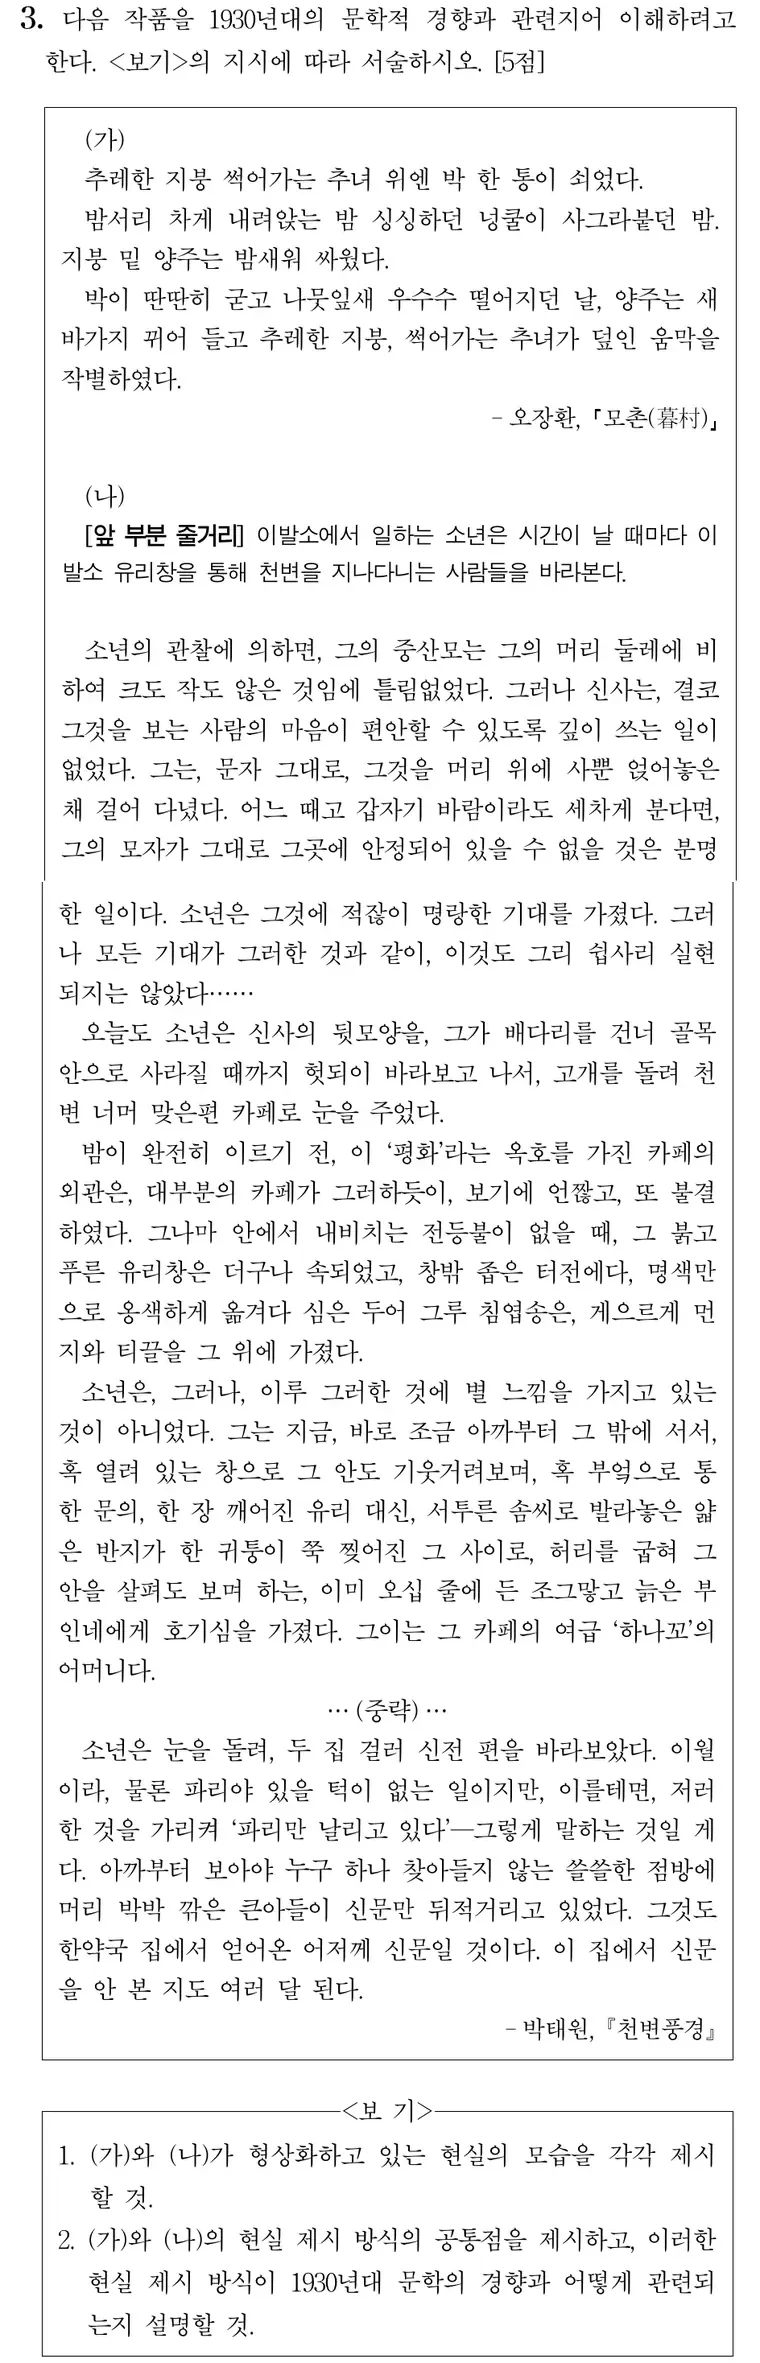 3. 다음 작품을 1930년대의 문학적 경향과 관련지어 이해하려고
한다. <보기>의 지시에 따라 서술하시오. [5점]
(가)
추레한 지붕 썩어가는 추녀 위엔 박 한 통이 쇠었다.
밤서리 차게 내려앉는 밤 싱싱하던 넝쿨이 사그라붙던 밤.
지붕 밑 양주는 밤새워 싸웠다.
박이 딴딴히 굳고 나뭇잎새 우수수 떨어지던 날, 양주는 새
바가지 뀌어 들고 추레한 지붕, 썩어가는 추녀가 덮인 움막을
작별하였다.
- 오장환, 「모촌(暮村)」
(나)
[앞 부분 줄거리] 이발소에서 일하는 소년은 시간이 날 때마다 이
발소 유리창을 통해 천변을 지나다니는 사람들을 바라본다.
소년의 관찰에 의하면, 그의 중산모는 그의 머리 둘레에 비
하여 크도 작도 않은 것임에 틀림없었다. 그러나 신사는, 결코
그것을 보는 사람의 마음이 편안할 수 있도록 깊이 쓰는 일이
없었다. 그는, 문자 그대로, 그것을 머리 위에 사뿐 얹어놓은
채 걸어 다녔다. 어느 때고 갑자기 바람이라도 세차게 분다면,
그의 모자가 그대로 그곳에 안정되어 있을 수 없을 것은 분명
한 일이다. 소년은 그것에 적잖이 명랑한 기대를 가졌다. 그러
나 모든 기대가 그러한 것과 같이, 이것도 그리 쉽사리 실현
되지는 않았다……
오늘도 소년은 신사의 뒷모양을, 그가 배다리를 건너 골목
안으로 사라질 때까지 헛되이 바라보고 나서, 고개를 돌려 천
변 너머 맞은편 카페로 눈을 주었다.
밤이 완전히 이르기 전, 이 ‘평화’라는 옥호를 가진 카페의
외관은, 대부분의 카페가 그러하듯이, 보기에 언짢고, 또 불결
하였다. 그나마 안에서 내비치는 전등불이 없을 때, 그 붉고
푸른 유리창은 더구나 속되었고, 창밖 좁은 터전에다, 명색만
으로 옹색하게 옮겨다 심은 두어 그루 침엽송은, 게으르게 먼
지와 티끌을 그 위에 가졌다.
소년은, 그러나, 이루 그러한 것에 별 느낌을 가지고 있는
것이 아니었다. 그는 지금, 바로 조금 아까부터 그 밖에 서서,
혹 열려 있는 창으로 그 안도 기웃거려보며, 혹 부엌으로 통
한 문의, 한 장 깨어진 유리 대신, 서투른 솜씨로 발라놓은 얇
은 반지가 한 귀퉁이 쭉 찢어진 그 사이로, 허리를 굽혀 그
안을 살펴도 보며 하는, 이미 오십 줄에 든 조그맣고 늙은 부
인네에게 호기심을 가졌다. 그이는 그 카페의 여급 ‘하나꼬’의
어머니다.
… (중략) …
소년은 눈을 돌려, 두 집 걸러 신전 편을 바라보았다. 이월
이라, 물론 파리야 있을 턱이 없는 일이지만, 이를테면, 저러
한 것을 가리켜 ‘파리만 날리고 있다’—그렇게 말하는 것일 게
다. 아까부터 보아야 누구 하나 찾아들지 않는 쓸쓸한 점방에
머리 박박 깎은 큰아들이 신문만 뒤적거리고 있었다. 그것도
한약국 집에서 얻어온 어저께 신문일 것이다. 이 집에서 신문
을 안 본 지도 여러 달 된다.
- 박태원, 『천변풍경』
<보 기>
1. (가)와 (나)가 형상화하고 있는 현실의 모습을 각각 제시
할 것.
2. (가)와 (나)의 현실 제시 방식의 공통점을 제시하고, 이러한
현실 제시 방식이 1930년대 문학의 경향과 어떻게 관련되
는지 설명할 것.